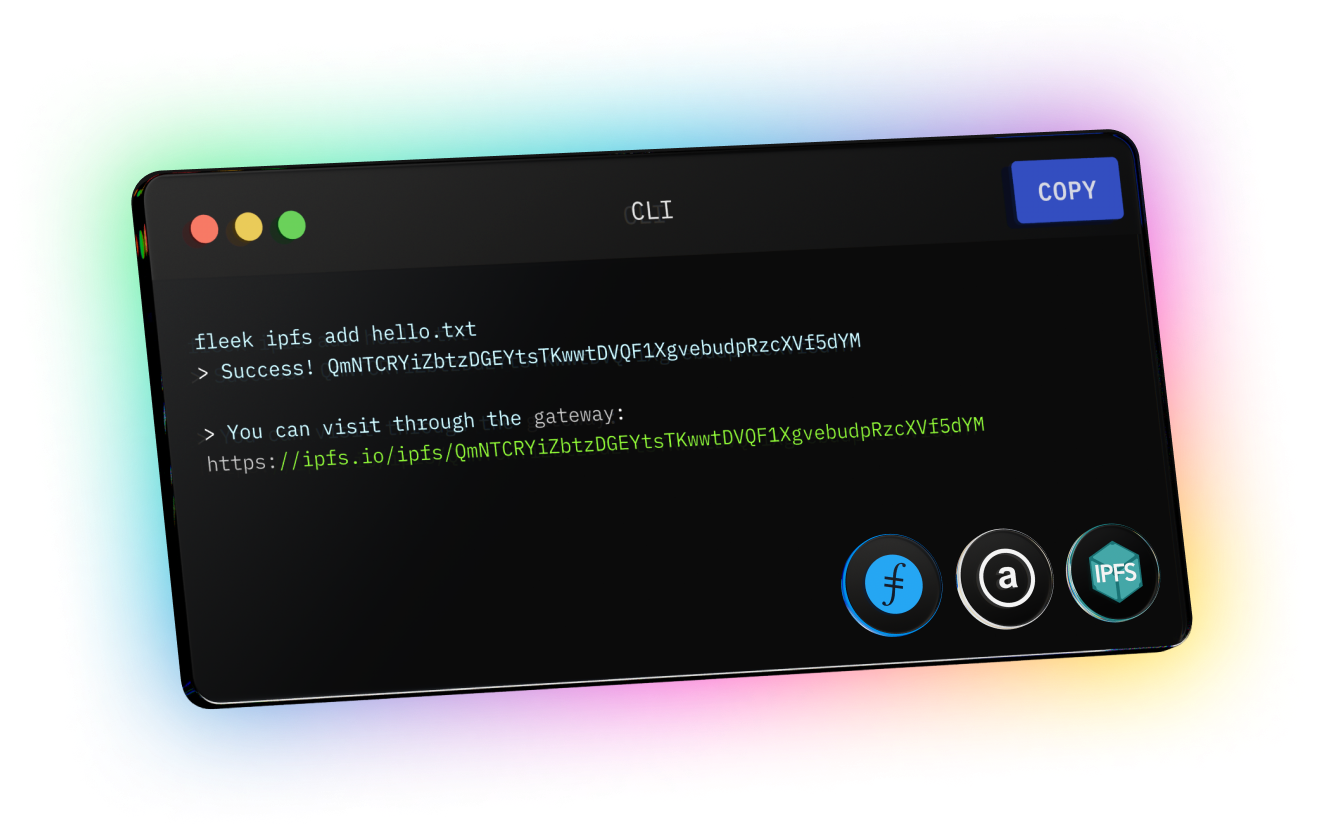 CLI
COPY
fleek ipfs add hello.txt
> Success! QmNTCRYiZbtzDGEYtsTKwwtDVQF1XgvebudpRzcXVf5dYM
> You can visit through the gateway:
https://ipfs.io/ipfs/QmNTCRYiZbtzDGEYtsTKwwtDVQF1XgvebudpRzcXVf5dYM
a
IPFS